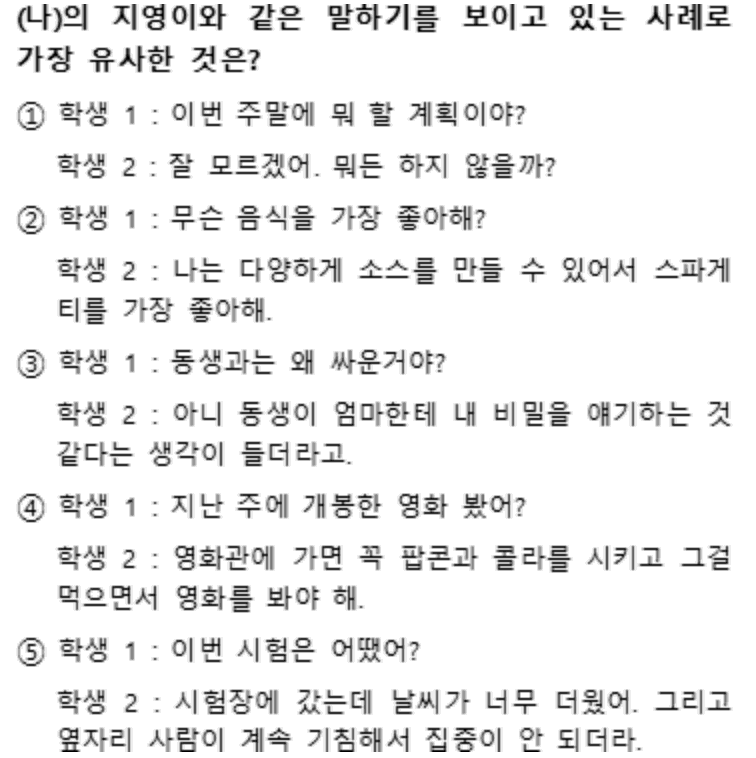 (나)의 지영이와 같은 말하기를 보이고 있는 사례로
가장 유사한 것은?
① 학생 1 : 이번 주말에 뭐 할 계획이야?
학생 2 : 잘 모르겠어. 뭐든 하지 않을까?
② 학생 1 : 무슨 음식을 가장 좋아해?
학생 2 : 나는 다양하게 소스를 만들 수 있어서 스파게
티를 가장 좋아해.
③ 학생 1 : 동생과는 왜 싸운거야?
학생 2 : 아니 동생이 엄마한테 내 비밀을 얘기하는 것
같다는 생각이 들더라고.
④ 학생 1 : 지난 주에 개봉한 영화 봤어?
학생 2 : 영화관에 가면 꼭 팝콘과 콜라를 시키고 그걸
먹으면서 영화를 봐야 해.
⑤ 학생 1 : 이번 시험은 어땠어?
학생 2 : 시험장에 갔는데 날씨가 너무 더웠어. 그리고
옆자리 사람이 계속 기침해서 집중이 안 되더라.